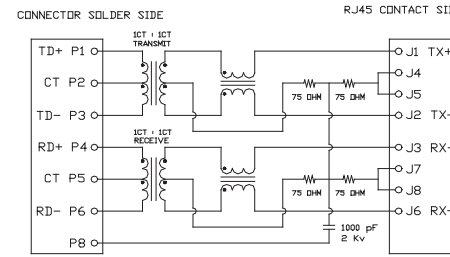 CONNECTOR SOLDER SIDE
RJ45 CONTACT SI
1CT : 1CT
TRANSMIT
TD+ P1
CT P2
TD- P3
1CT : 1CT
RECEIVE
RD+ P4
CT P5
RD- P6
P8
75 OHM
75 OHM
75 OHM
75 OHM
1000 pF
2 Kv
J1 TX+
J4
J5
J2 TX-
J3 RX+
J7
J8
J6 RX-